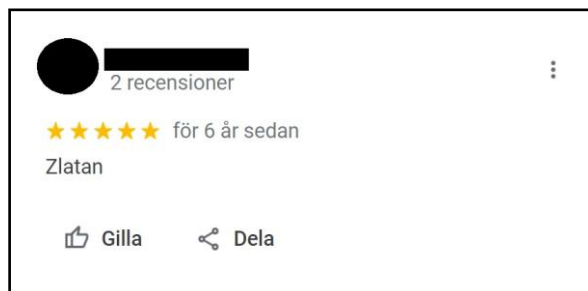 2 recensioner
för 6 år sedan
Zlatan
Gilla Dela